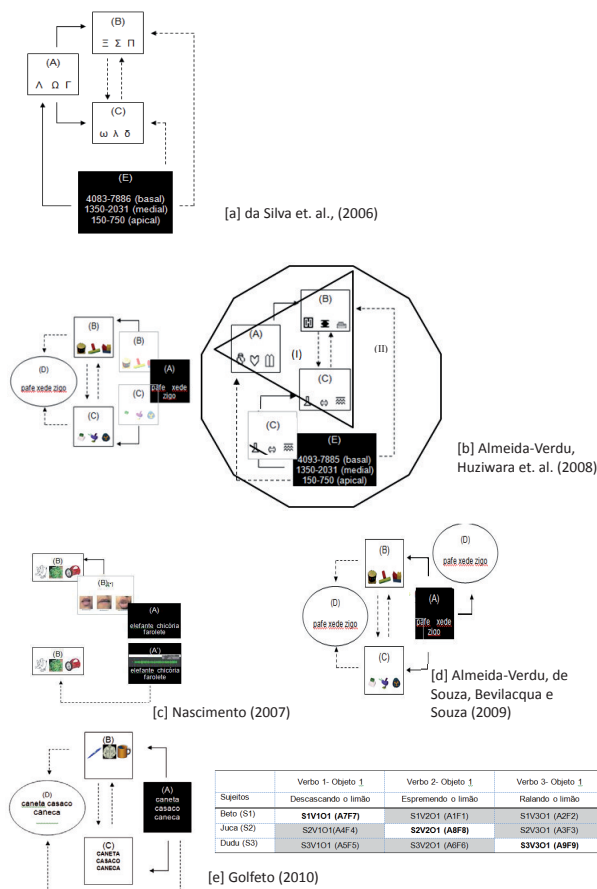 (B)
Ξ Σ Π
(A)
Λ Ω Γ
(C)
ω λ δ
(E)
4083-7886 (basal)
1350-2031 (medial)
150-750 (apical)
[a] da Silva et. al., (2006)
(B)
(B)
(D)
pafe xede zigo
(A)
pafe xede
zigo
(C)
(C)
(B)
(A)
(I)
(II)
(C)
(C)
(E)
4093-7885 (basal)
1350-2031 (medial)
150-750 (apical)
[b] Almeida-Verdu,
Huziwara et. al. (2008)
(B)
(A)
elefante chicória
farolete
(B)
(A')
elefante chicória
farolete
[c] Nascimento (2007)
(D)
pafe xede zigo
(B)
(D)
pafe xede zigo
(A)
pafe xede
zigo
(C)
[d] Almeida-Verdu, de
Souza, Bevilacqua e
Souza (2009)
(B)
(D)
caneta casaco
caneca
(A)
caneta
casaco
caneca
(C)
CANETA
CASACO
CANECA
[e] Golfeto (2010)
Verbo 1- Objeto 1 Verbo 2- Objeto 1 Verbo 3- Objeto 1
Sujeitos Descascando o limão Espremendo o limão Ralando o limão
Beto (S1) S1V1O1 (A7F7) S1V2O1 (A1F1) S1V3O1 (A2F2)
Juca (S2) S2V1O1(A4F4) S2V2O1 (A8F8) S2V3O1 (A3F3)
Dudu (S3) S3V1O1 (A5F5) S3V2O1 (A6F6) S3V3O1 (A9F9)